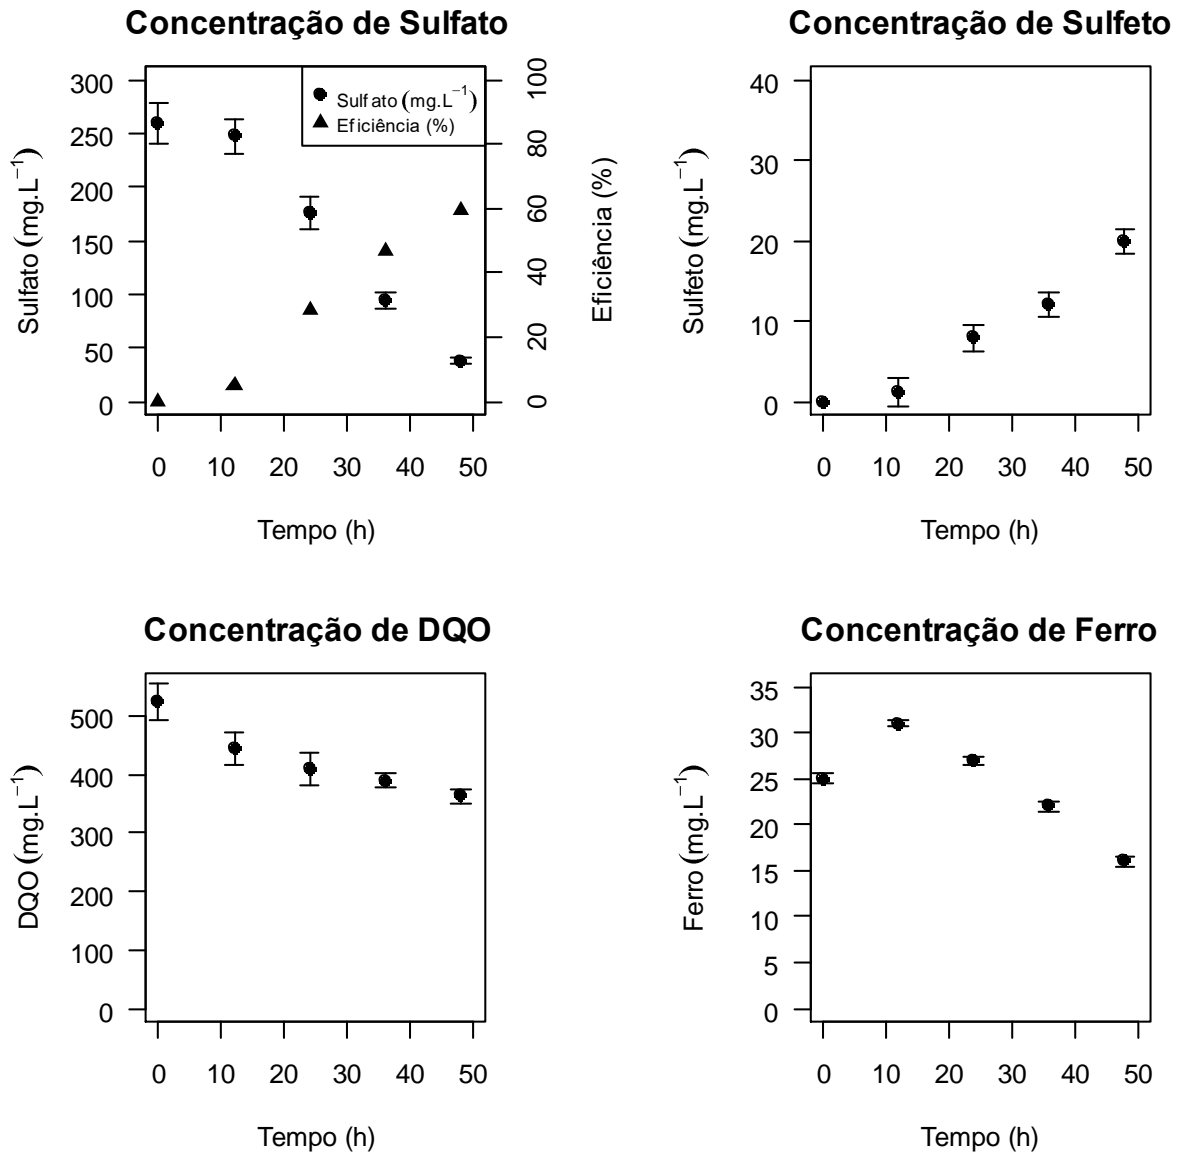 Concentração de Sulfato
Sulfato (mg.L⁻¹)
300
250
200
150
100
50
0
Sulfato (mg.L⁻¹)
Eficiência (%)
100
80
60
40
20
0
Eficiência (%)
0 10 20 30 40 50
Tempo (h)
Concentração de Sulfeto
Sulfeto (mg.L⁻¹)
40
30
20
10
0
0 10 20 30 40 50
Tempo (h)
Concentração de DQO
DQO (mg.L⁻¹)
500
400
300
200
100
0
0 10 20 30 40 50
Tempo (h)
Concentração de Ferro
Ferro (mg.L⁻¹)
35
30
25
20
15
10
5
0
0 10 20 30 40 50
Tempo (h)